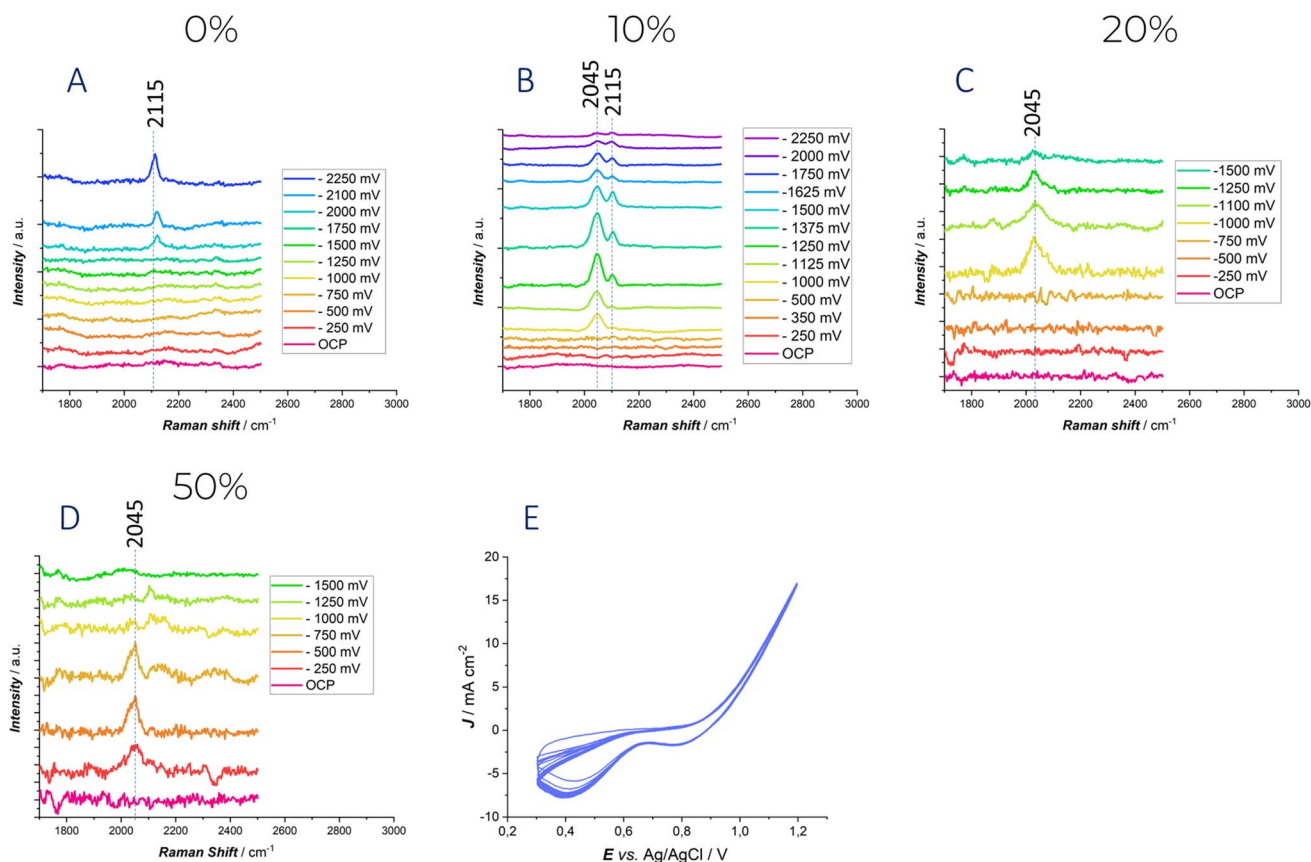 0%
10%
20%
A
2115
- 2250 mV
- 2100 mV
- 2000 mV
- 1750 mV
- 1500 mV
- 1250 mV
- 1000 mV
- 750 mV
- 500 mV
- 250 mV
OCP
Intensity / a.u.
1800 2000 2200 2400 2600 2800 3000
Raman shift / cm-1
B
2045
2115
- 2250 mV
- 2000 mV
- 1750 mV
-1625 mV
- 1500 mV
- 1375 mV
- 1250 mV
- 1125 mV
- 1000 mV
- 500 mV
- 350 mV
- 250 mV
OCP
Intensity / a.u.
1800 2000 2200 2400 2600 2800 3000
Raman shift / cm-1
C
2045
-1500 mV
-1250 mV
-1100 mV
-1000 mV
-750 mV
-500 mV
-250 mV
OCP
Intensity / a.u.
1800 2000 2200 2400 2600 2800 3000
Raman shift / cm-1
50%
D
2045
- 1500 mV
- 1250 mV
- 1000 mV
- 750 mV
- 500 mV
- 250 mV
OCP
Intensity / a.u.
1800 2000 2200 2400 2600 2800 3000
Raman Shift / cm-1
E
20
15
10
5
0
-5
-10
J / mA cm-2
0,2 0,4 0,6 0,8 1,0 1,2
E vs. Ag/AgCl / V